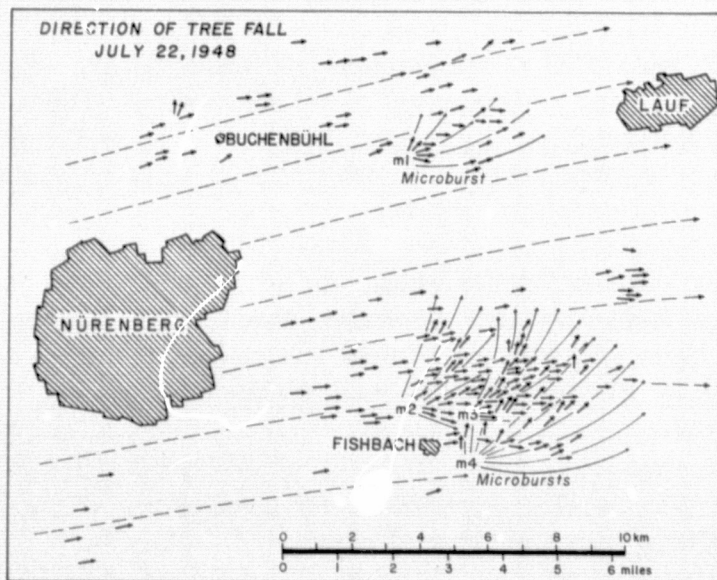 DIRECTION OF TREE FALL
JULY 22, 1948
LAUF
BUCHENBÜHL
m1
Microburst
NÜRENBERG
m2
m3
FISHBACH
m4
Microbursts
0 2 4 6 8 10 km
0 1 2 3 4 5 6 miles